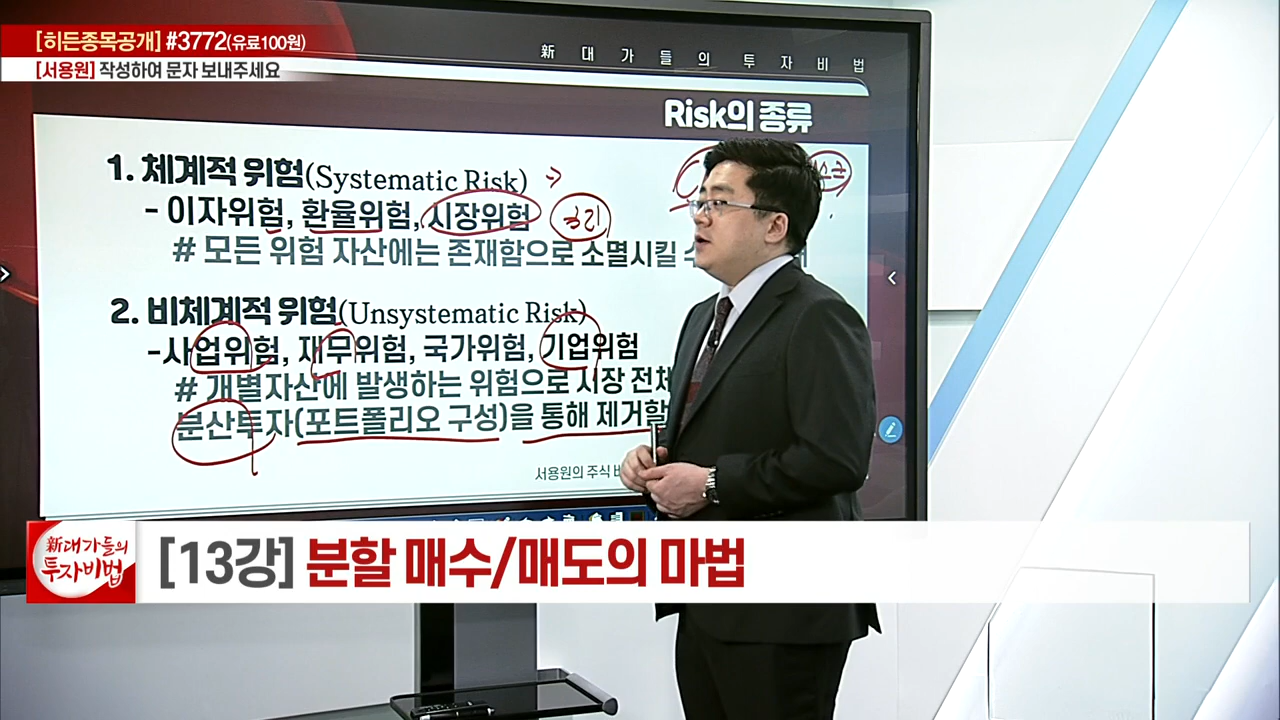 [히든종목공개] #3772(유료100원)
[서용원] 작성하여 문자 보내주세요
新 대가들의 투자비법
Risk의 종류
1. 체계적 위험(Systematic Risk)
- 이자위험, 환율위험, 시장위험 금리
# 모든 위험 자산에는 존재함으로 소멸시킬
2. 비체계적 위험(Unsystematic Risk)
-사업위험, 재무위험, 국가위험, 기업위험
# 개별자산에 발생하는 위험으로 시장 전체
분산투자(포트폴리오 구성)을 통해 제거할
서용원의 주식
新대가들의
투자비법
[13강] 분할 매수/매도의 마법